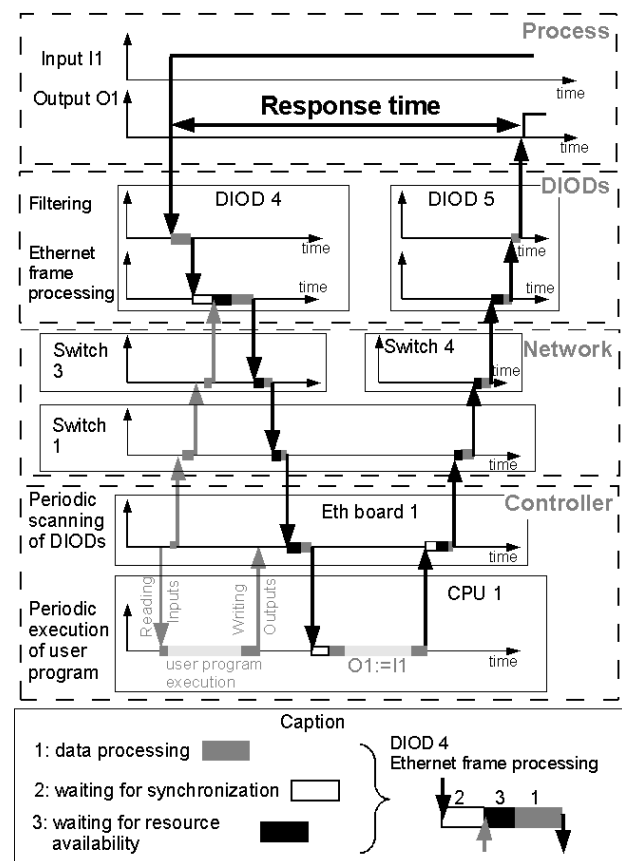 Process
Input I1
time
Output O1
Response time
time
DIODs
Filtering
DIOD 4
DIOD 5
time
time
Ethernet
frame
processing
time
time
Network
Switch
3
Switch 4
time
time
Switch
1
time
Controller
Periodic
scanning
of DIODs
Eth board 1
time
Reading
Inputs
Writing
Outputs
CPU 1
Periodic
execution
of user
program
user program
execution
O1:=I1
time
Caption
1: data processing
2: waiting for synchronization
3: waiting for resource
availability
DIOD 4
Ethernet frame processing
2 3 1